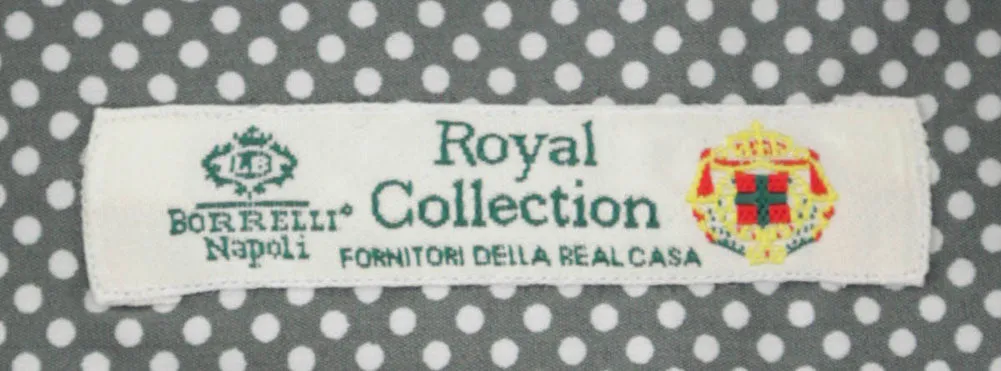 LB
BORRELLI
Napoli
Royal
Collection
FORNITORI DELLA REAL CASA